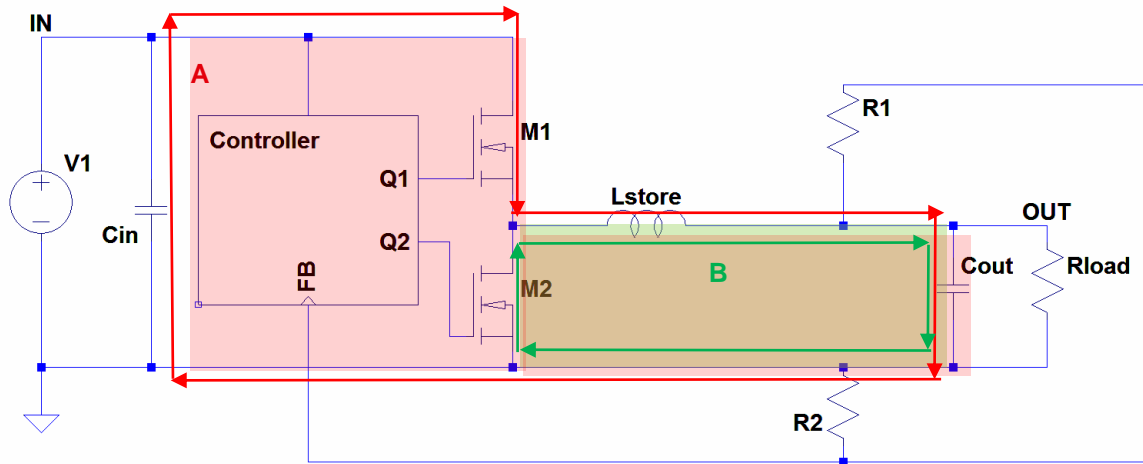 IN
A
Controller
M1
R1
V1
Q1
Lstore
Cin
OUT
Q2
B
Cout
Rload
FB
M2
R2